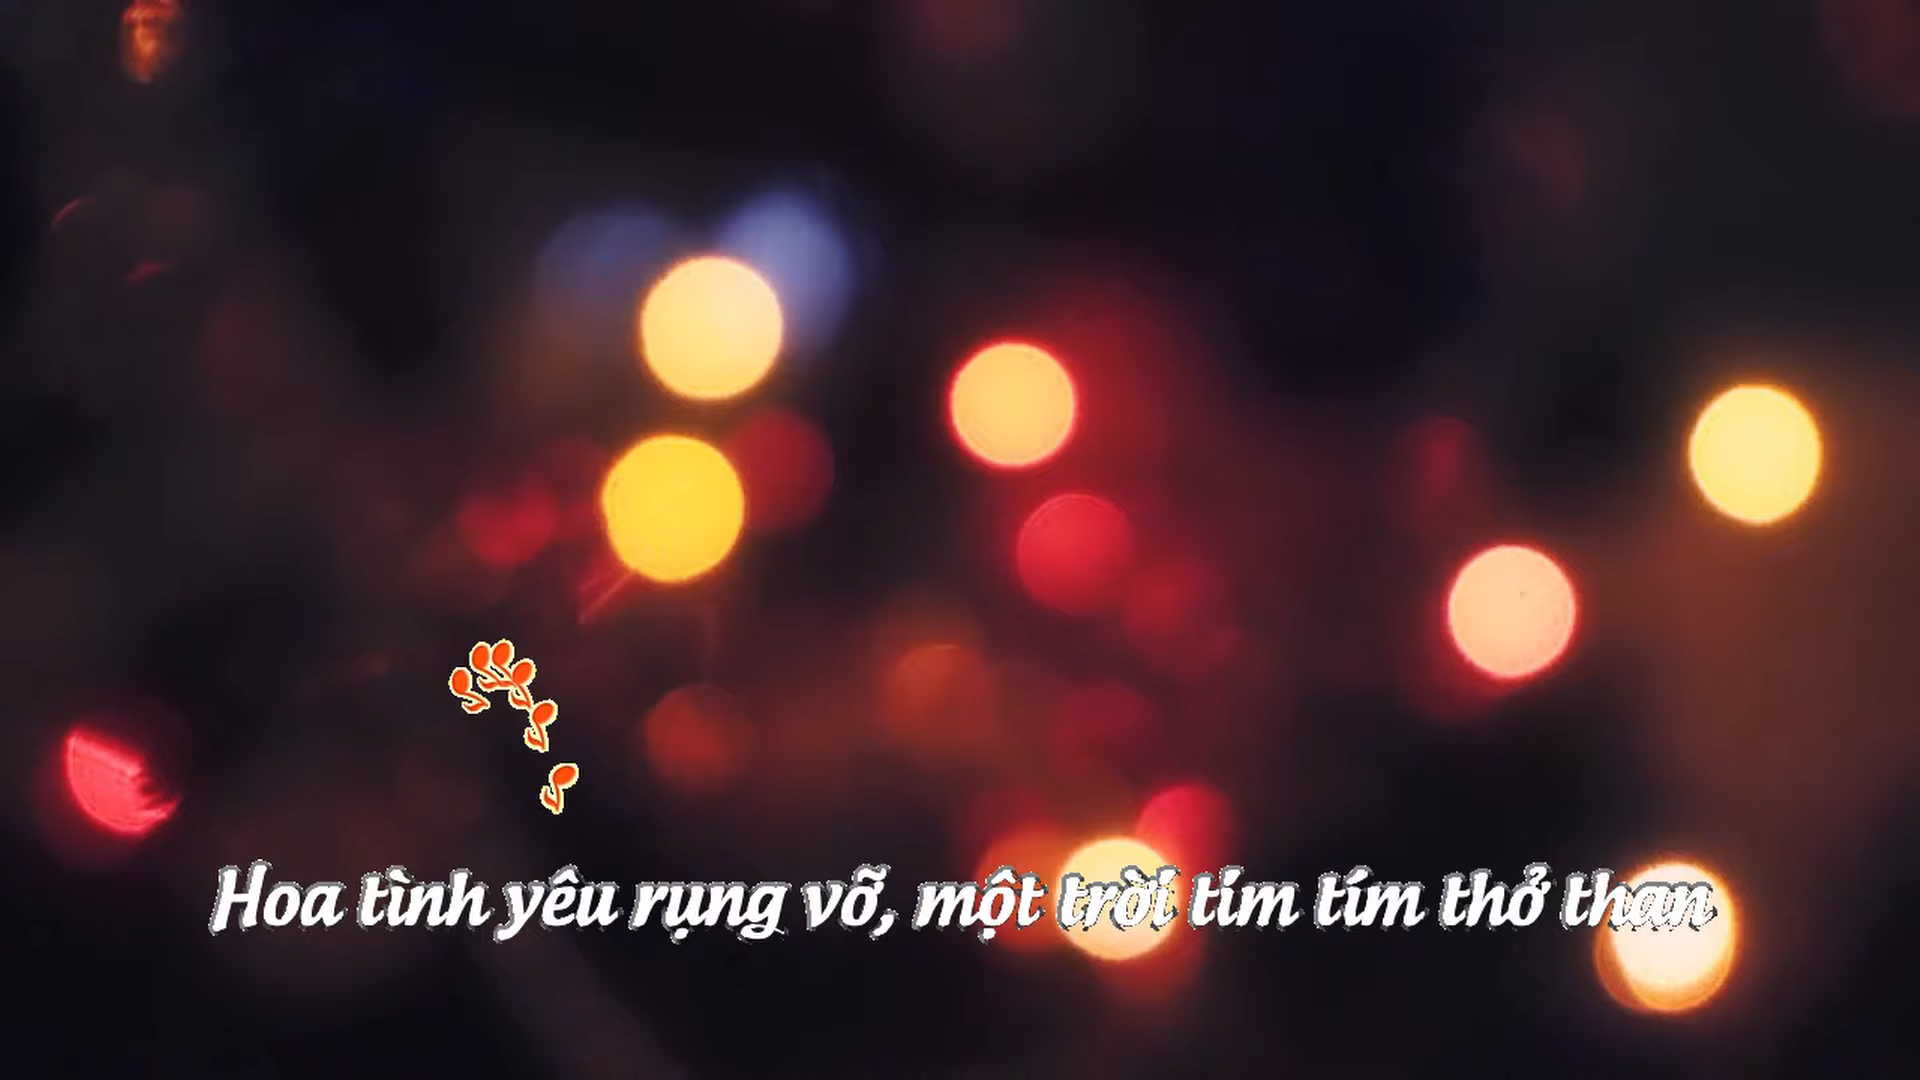 Hoa tình yêu rụng vỡ, một trời tím tím thở than